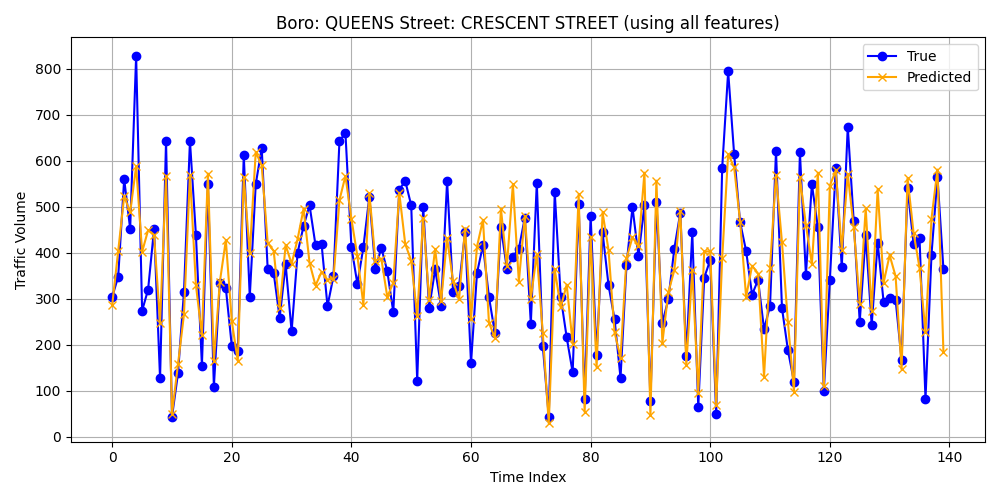 Boro: QUEENS Street: CRESCENT STREET (using all features)
True
Predicted
Traffic Volume
800
700
600
500
400
300
200
100
0
0 20 40 60 80 100 120 140
Time Index